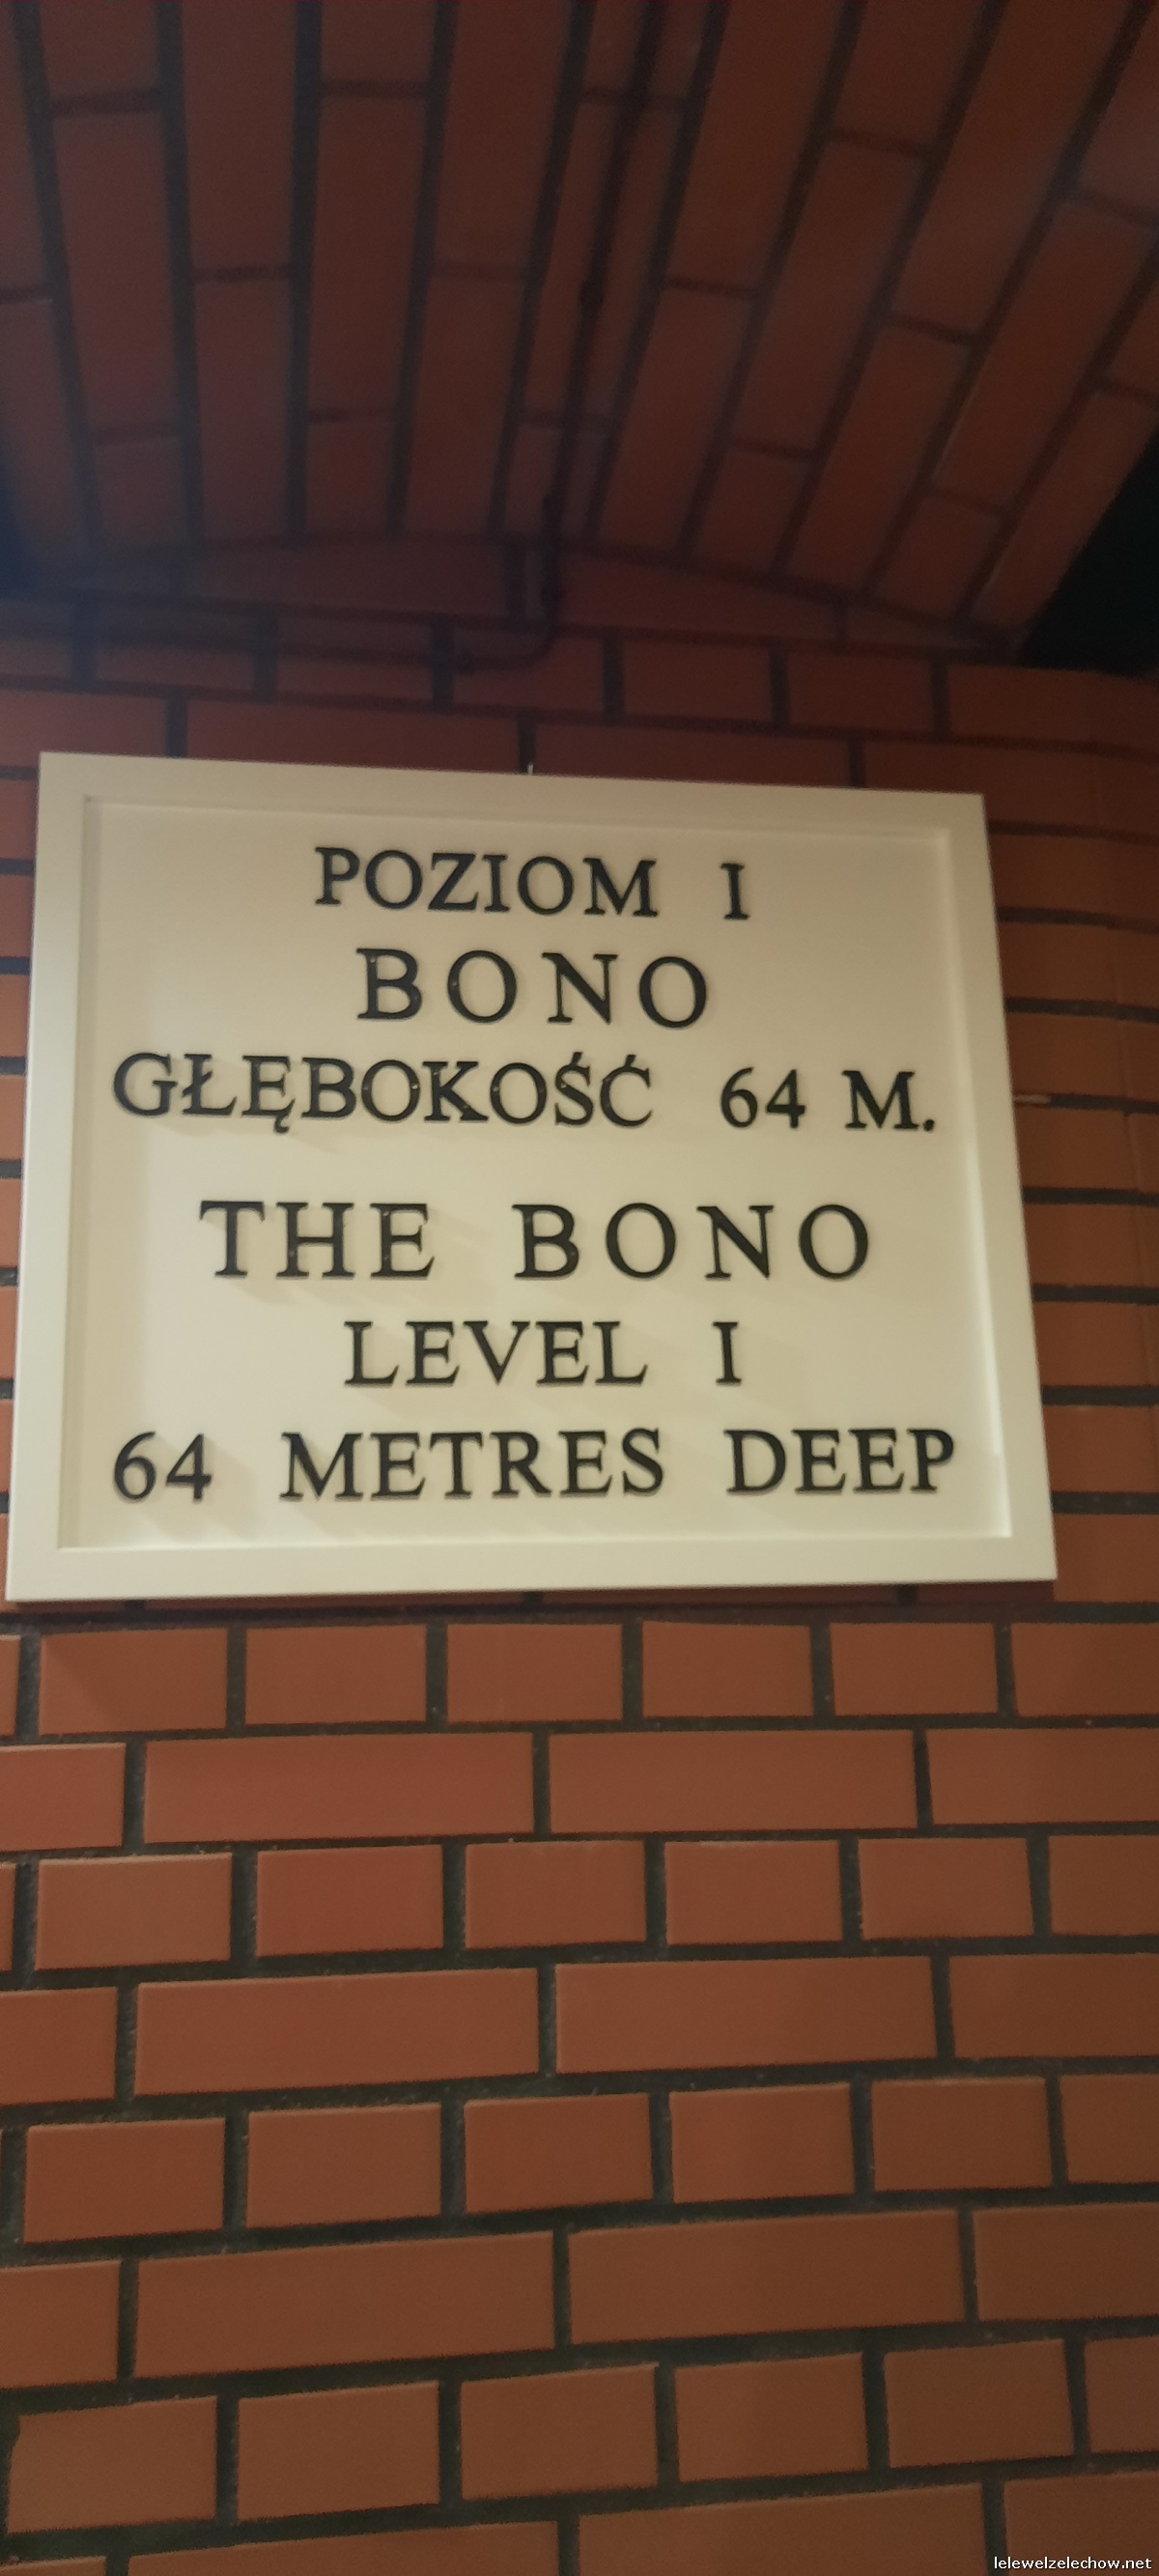 POZIOM I
BONO
GŁĘBOKOŚĆ 64 M.
THE BONO
LEVEL I
64 METRES DEEP
lelewelzelechow.net